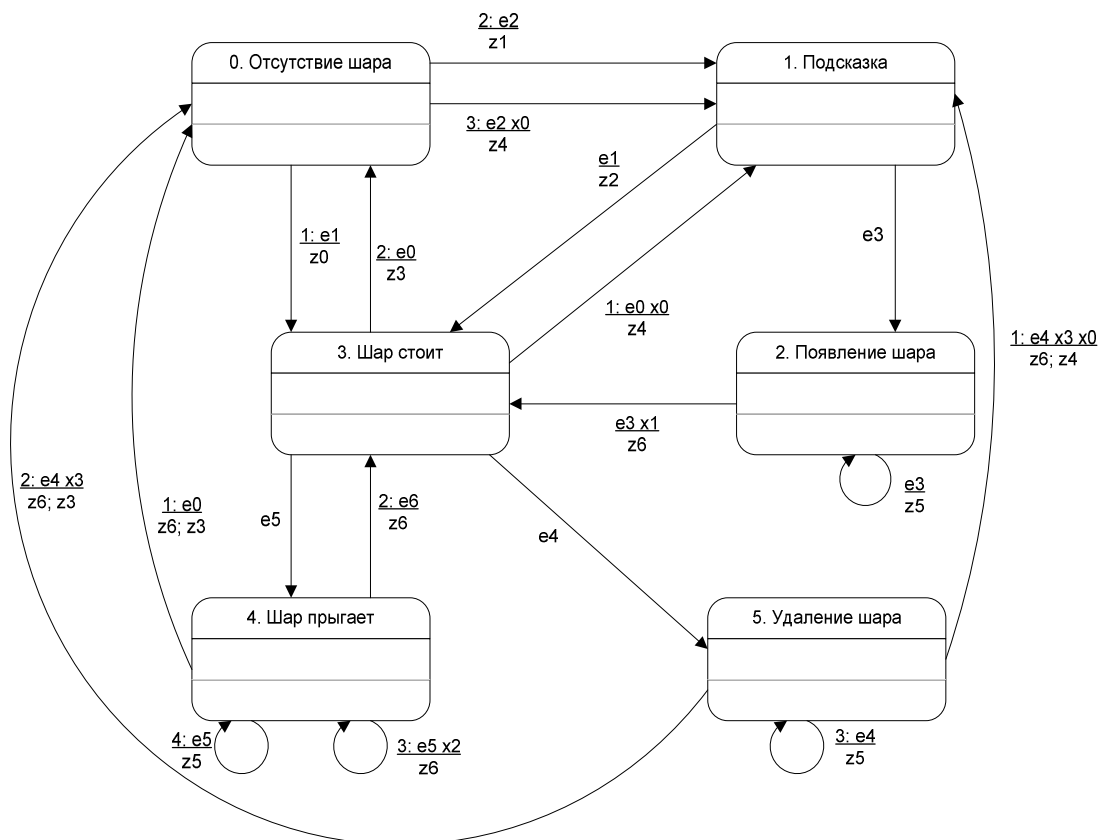 2: e2
z1
0. Отсутствие шара
1. Подсказка
3: e2 x0
z4
e1
z2
1: e1
z0
2: e0
z3
e3
1: e0 x0
z4
3. Шар стоит
2. Появление шара
1: e4 x3 x0
z6; z4
e3 x1
z6
2: e4 x3
z6; z3
1: e0
z6; z3
e5
2: e6
z6
e3
z5
e4
4. Шар прыгает
5. Удаление шара
4: e5
z5
3: e5 x2
z6
3: e4
z5